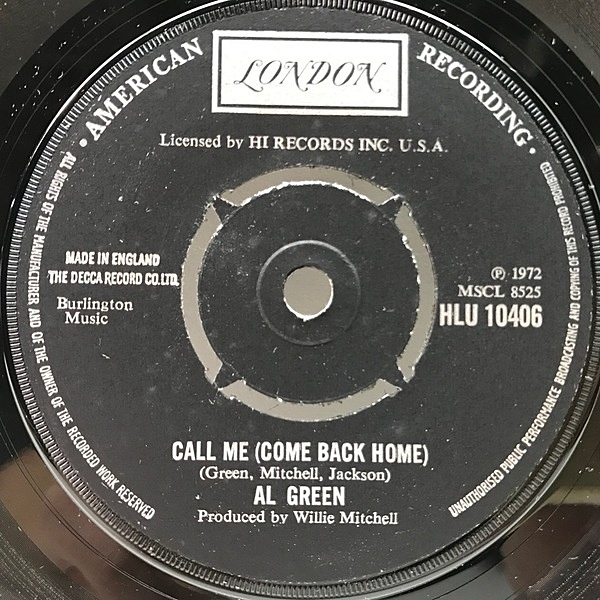 • AMERICAN RECORDING •
LONDON
Licensed by HI RECORDS INC. U.S.A.
MADE IN ENGLAND
THE DECCA RECORD CO. LTD.
Burlington
Music
℗ 1972
MSCL 8525
HLU 10406
CALL ME (COME BACK HOME)
(Green, Mitchell, Jackson)
AL GREEN
Produced by Willie Mitchell
ALL RIGHTS OF THE MANUFACTURER AND OF THE OWNER OF THE RECORDED WORK RESERVED
UNAUTHORISED PUBLIC PERFORMANCE BROADCASTING AND COPYING OF THIS RECORD PROHIBITED